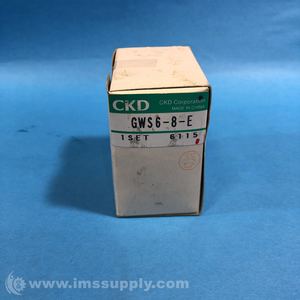 CKD
CKD Corporation
MADE IN CHINA
GWS6-8-E
1SET 6115
© www.imssupply.com